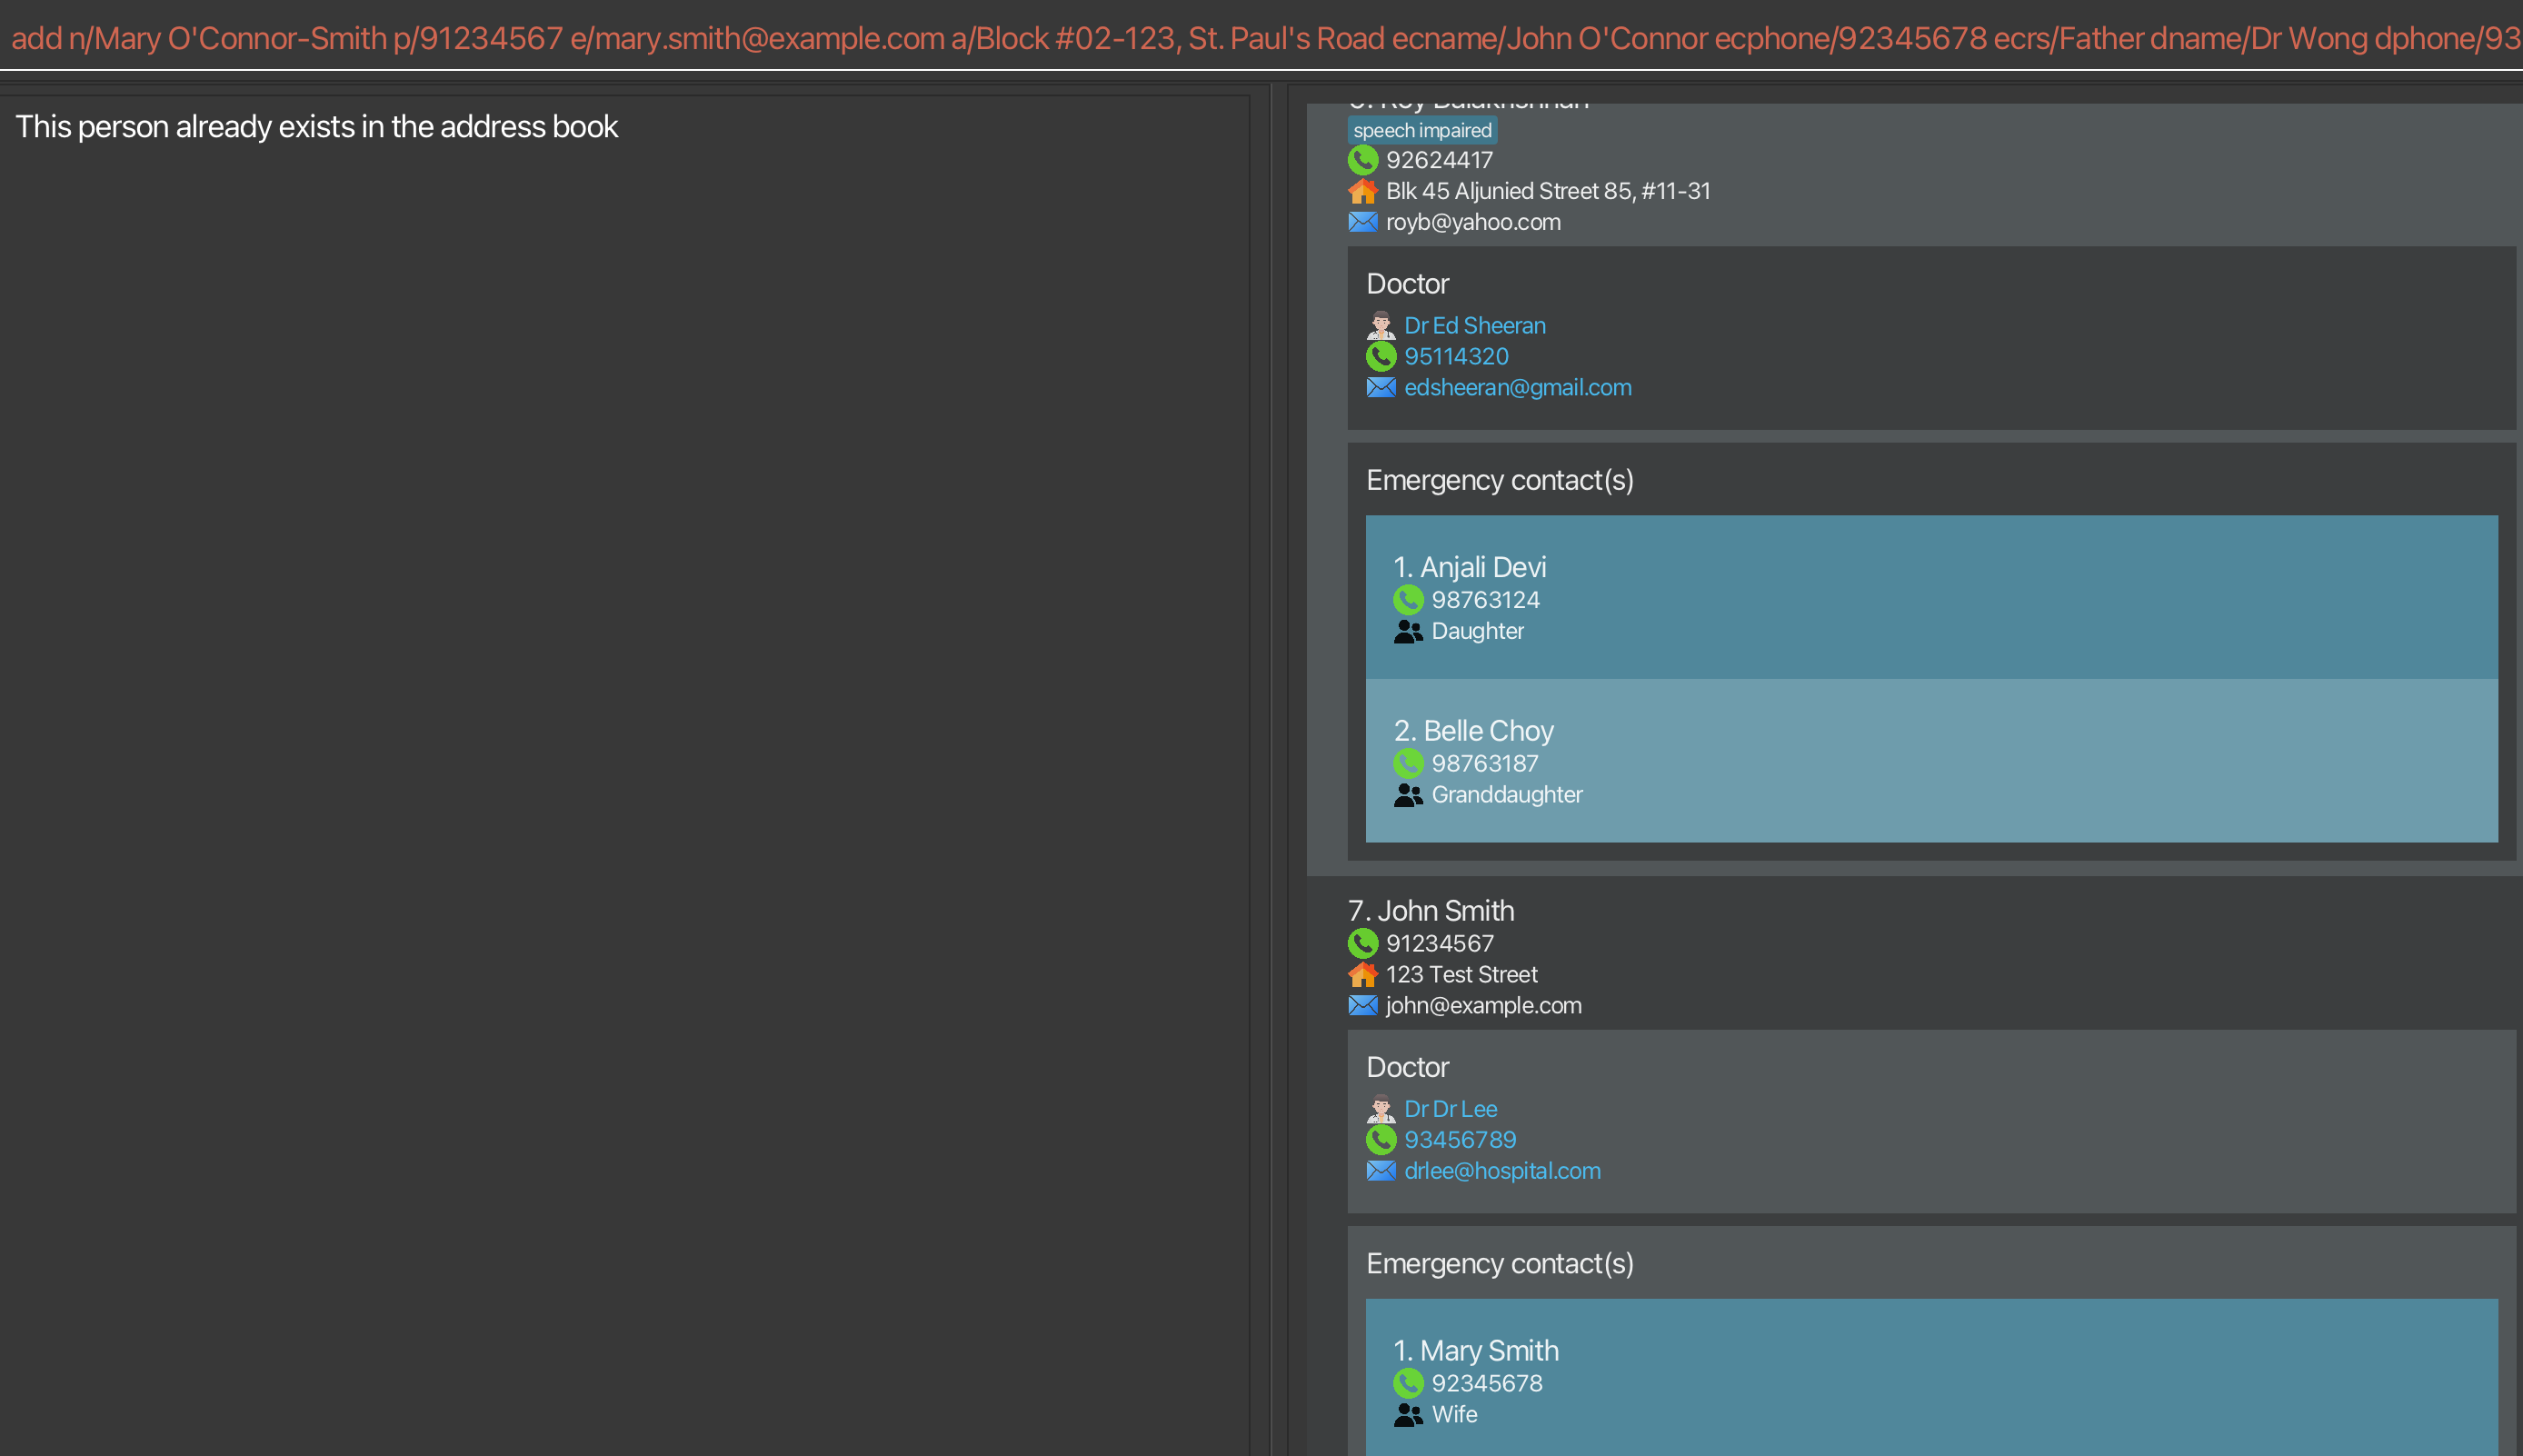 add n/Mary O'Connor-Smith p/91234567 e/mary.smith@example.com a/Block #02-123, St. Paul's Road ecname/John O'Connor ecphone/92345678 ecrs/Father dname/Dr Wong dphone/93
This person already exists in the address book
6. Roy Balakrishnan
speech impaired
92624417
Blk 45 Aljunied Street 85, #11-31
royb@yahoo.com
Doctor
Dr Ed Sheeran
95114320
edsheeran@gmail.com
Emergency contact(s)
1. Anjali Devi
98763124
Daughter
2. Belle Choy
98763187
Granddaughter
7. John Smith
91234567
123 Test Street
john@example.com
Doctor
Dr Dr Lee
93456789
drlee@hospital.com
Emergency contact(s)
1. Mary Smith
92345678
Wife